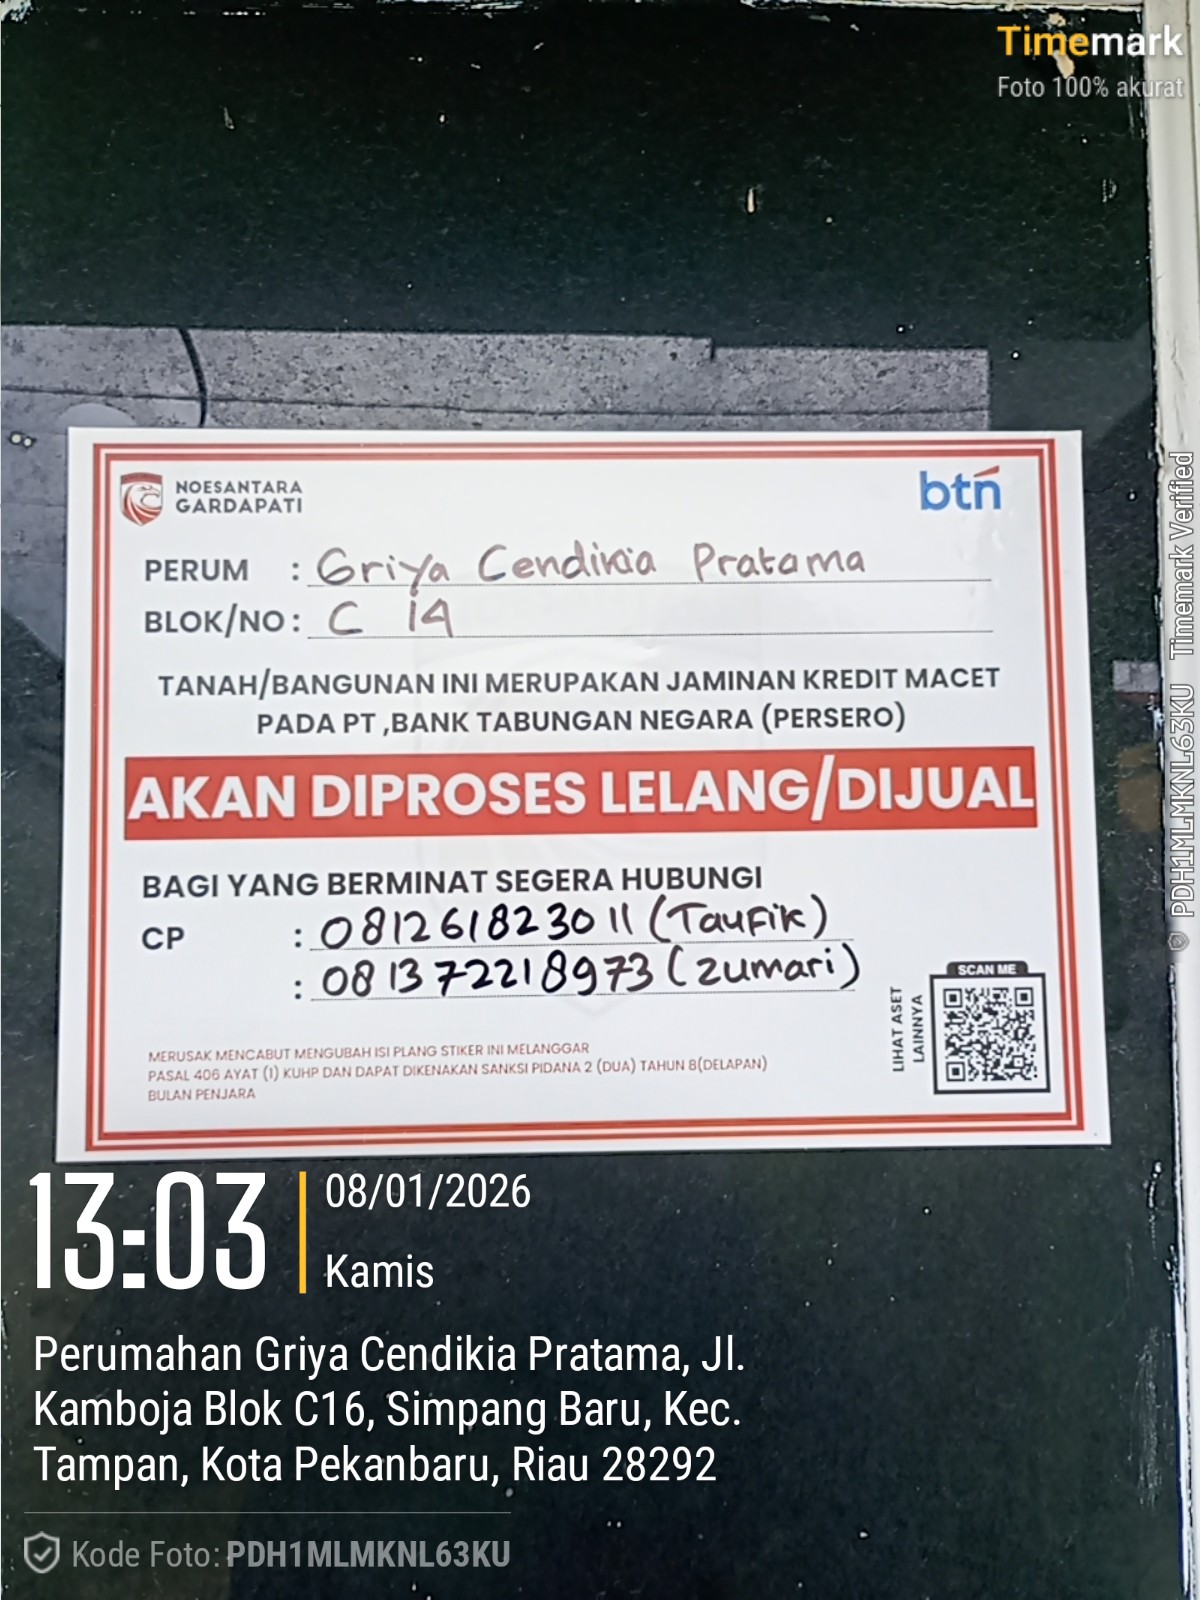 Timemark
Foto 100% akurat
NOESANTARA
GARDAPATI
btn
PERUM : Griya Cendikia Pratama
BLOK/NO : C 14
TANAH/BANGUNAN INI MERUPAKAN JAMINAN KREDIT MACET
PADA PT ,BANK TABUNGAN NEGARA (PERSERO)
AKAN DIPROSES LELANG/DIJUAL
BAGI YANG BERMINAT SEGERA HUBUNGI
CP : 081261823011 (Taufik)
: 081372218973 (zumari)
SCAN ME
LIHAT ASET
LAINNYA
MERUSAK MENCABUT MENGUBAH ISI PLANG STIKER INI MELANGGAR
PASAL 406 AYAT (1) KUHP DAN DAPAT DIKENAKAN SANKSI PIDANA 2 (DUA) TAHUN 8(DELAPAN)
BULAN PENJARA
PDH1MLMKNL63KU Timemark Verified
13:03
08/01/2026
Kamis
Perumahan Griya Cendikia Pratama, Jl.
Kamboja Blok C16, Simpang Baru, Kec.
Tampan, Kota Pekanbaru, Riau 28292
Kode Foto: PDH1MLMKNL63KU